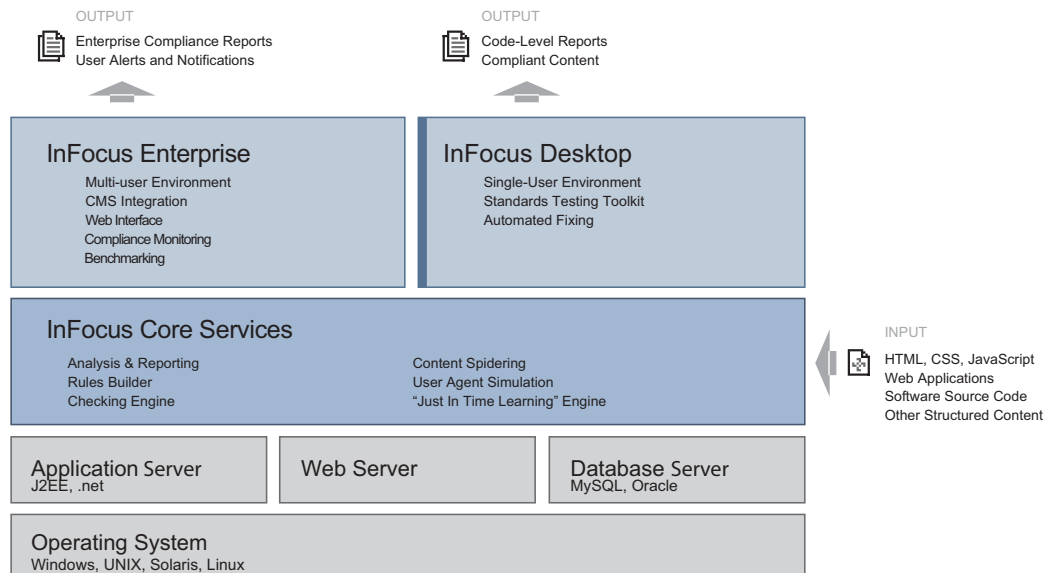 OUTPUT
Enterprise Compliance Reports
User Alerts and Notifications
OUTPUT
Code-Level Reports
Compliant Content
InFocus Enterprise
Multi-user Environment
CMS Integration
Web Interface
Compliance Monitoring
Benchmarking
InFocus Desktop
Single-User Environment
Standards Testing Toolkit
Automated Fixing
InFocus Core Services
Analysis & Reporting
Rules Builder
Checking Engine
Content Spidering
User Agent Simulation
“Just In Time Learning” Engine
INPUT
HTML, CSS, JavaScript
Web Applications
Software Source Code
Other Structured Content
Application Server
J2EE, .net
Web Server
Database Server
MySQL, Oracle
Operating System
Windows, UNIX, Solaris, Linux